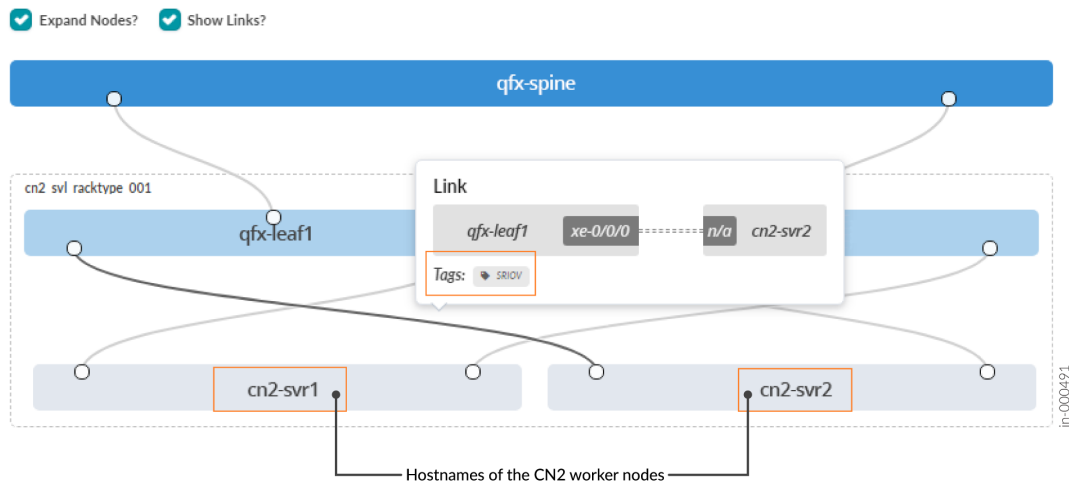 Expand Nodes? Show Links?
qfx-spine
cn2 svl racktype 001
Link
qfx-leaf1 xe-0/0/0 n/a cn2-svr2
Tags: SRIOV
qfx-leaf1
cn2-svr1 cn2-svr2
Hostnames of the CN2 worker nodes
in-000491